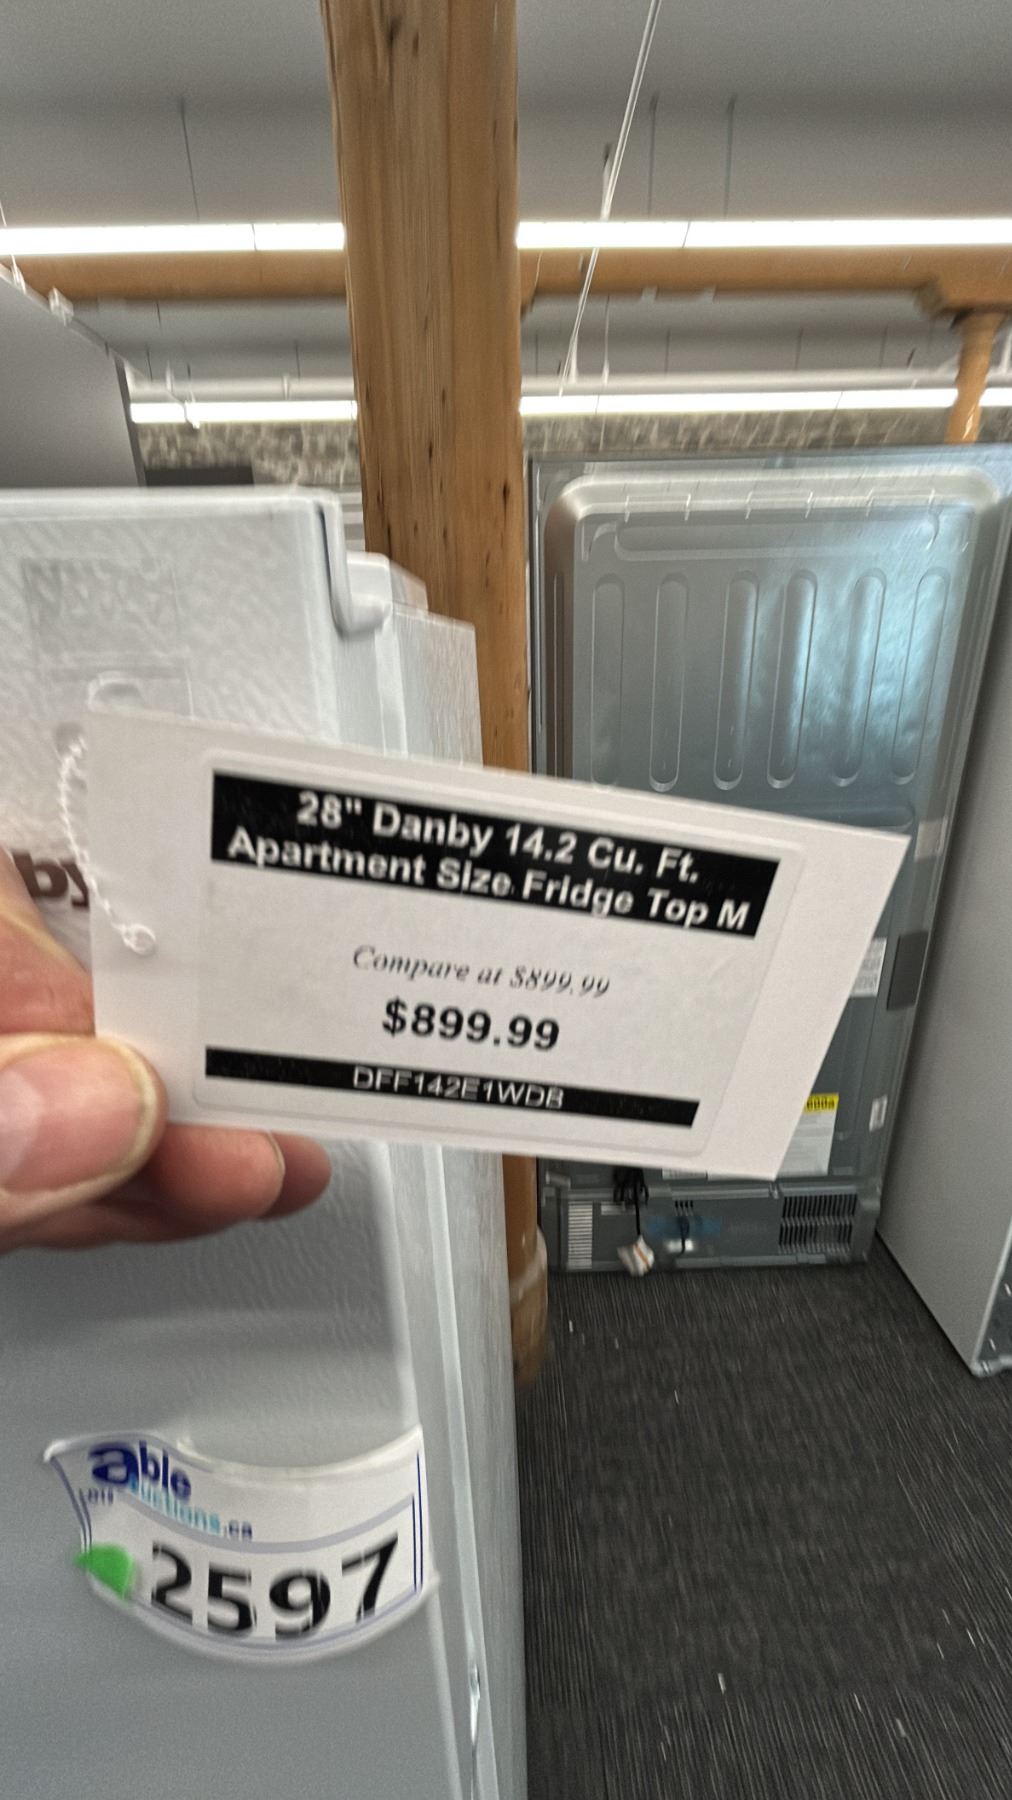 by
28" Danby 14.2 Cu. Ft.
Apartment Size Fridge Top M
Compare at $899.99
$899.99
DFF142E1WDB
able
auctions.ca
2597